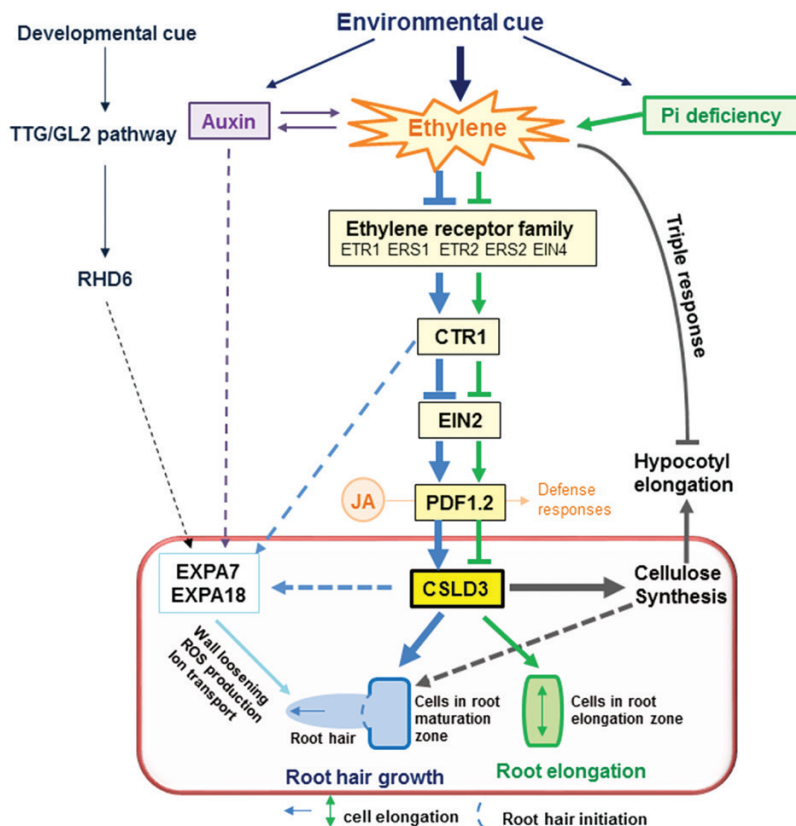 Developmental cue
Environmental cue
TTG/GL2 pathway
Auxin
Ethylene
Pi deficiency
Ethylene receptor family
ETR1 ERS1 ETR2 ERS2 EIN4
Triple response
RHD6
CTR1
EIN2
Hypocotyl
elongation
JA
PDF1.2
Defense
responses
EXPA7
EXPA18
CSLD3
Cellulose
Synthesis
Wall loosening
ROS production
Ion transport
Root hair
Cells in root
maturation
zone
Cells in root
elongation zone
Root hair growth
Root elongation
cell elongation
Root hair initiation